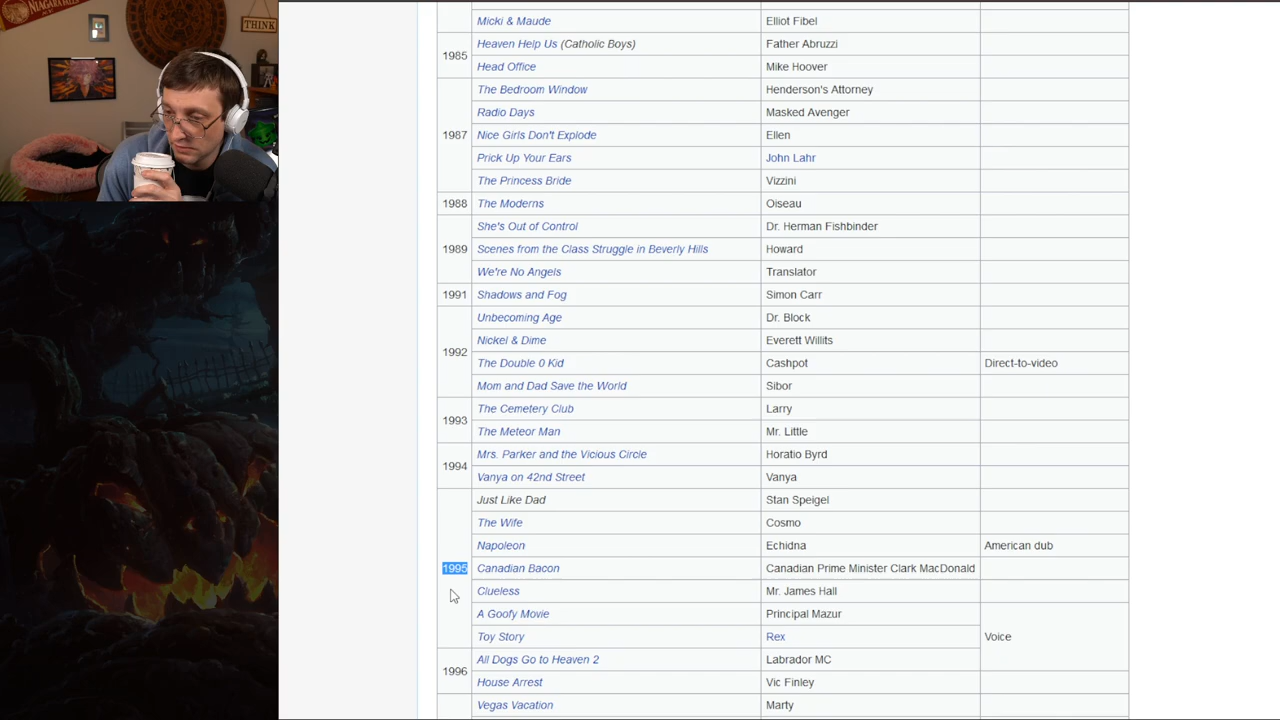 NIAGARA FALLS
THINK
Micki & Maude Elliot Fibel
1985 Heaven Help Us (Catholic Boys) Father Abruzzi
Head Office Mike Hoover
1987 The Bedroom Window Henderson's Attorney
Radio Days Masked Avenger
Nice Girls Don't Explode Ellen
Prick Up Your Ears John Lahr
The Princess Bride Vizzini
1988 The Moderns Oiseau
1989 She's Out of Control Dr. Herman Fishbinder
Scenes from the Class Struggle in Beverly Hills Howard
We're No Angels Translator
1991 Shadows and Fog Simon Carr
1992 Unbecoming Age Dr. Block
Nickel & Dime Everett Willits
The Double 0 Kid Cashpot Direct-to-video
Mom and Dad Save the World Sibor
1993 The Cemetery Club Larry
The Meteor Man Mr. Little
1994 Mrs. Parker and the Vicious Circle Horatio Byrd
Vanya on 42nd Street Vanya
1995 Just Like Dad Stan Speigel
The Wife Cosmo
Napoleon Echidna American dub
Canadian Bacon Canadian Prime Minister Clark MacDonald
Clueless Mr. James Hall
A Goofy Movie Principal Mazur Voice
Toy Story Rex
1996 All Dogs Go to Heaven 2 Labrador MC
House Arrest Vic Finley
Vegas Vacation Marty